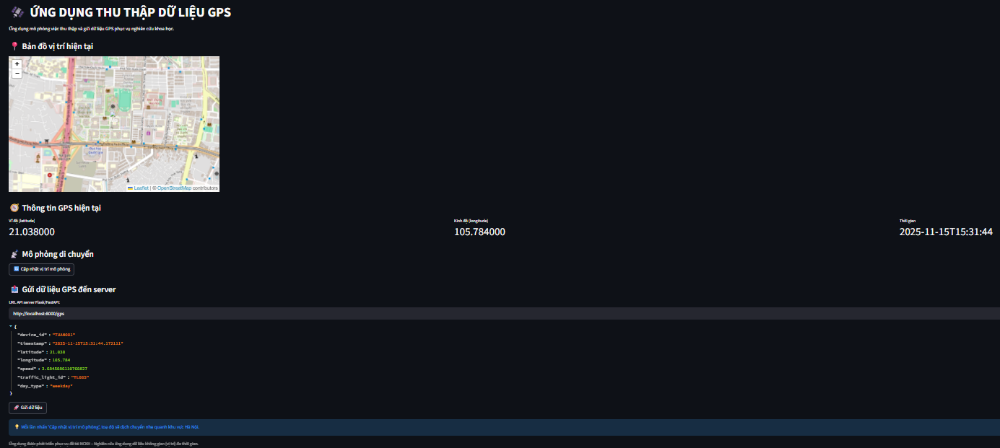 ỨNG DỤNG THU THẬP DỮ LIỆU GPS
Ứng dụng mô phỏng việc thu thập và gửi dữ liệu GPS phục vụ nghiên cứu khoa học.
Bản đồ vị trí hiện tại
+
−
Leaflet | © OpenStreetMap contributors
Thông tin GPS hiện tại
Vĩ độ (latitude)
21.038000
Kinh độ (longitude)
105.784000
Thời gian
2025-11-15T15:31:44
Mô phỏng di chuyển
Cập nhật vị trí mô phỏng
Gửi dữ liệu GPS đến server
URL API server Flask/FastAPI:
http://localhost:8000/gps
{
"device_id" : "TUAN081"
"timestamp" : "2025-11-15T15:31:44.272111"
"latitude" : 21.038
"longitude" : 105.784
"speed" : 3.6845086110760827
"traffic_light_id" : "TL085"
"day_type" : "weekday"
}
Gửi dữ liệu
Mỗi lần nhấn 'Cập nhật vị trí mô phỏng', toạ độ sẽ dịch chuyển nhẹ quanh khu vực Hà Nội.
Ứng dụng được phát triển phục vụ đề tài NCKH – Nghiên cứu ứng dụng dữ liệu không gian (vị trí) đa thời gian.